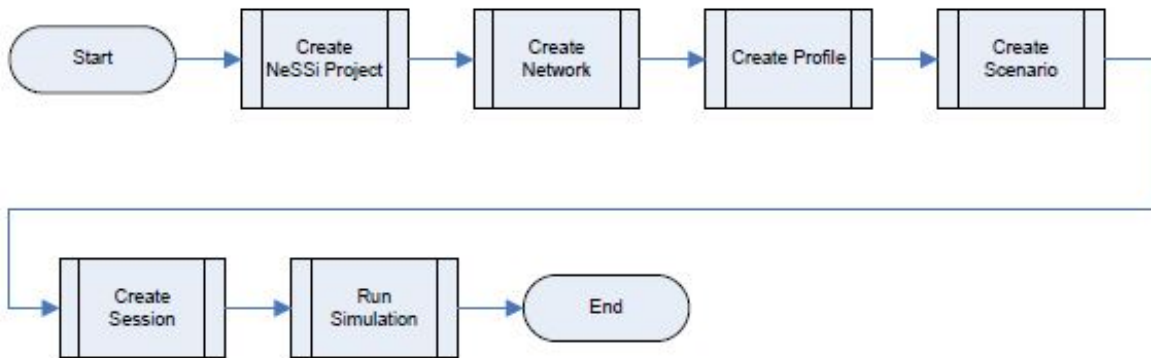 Start
Create
NeSSi Project
Create
Network
Create Profile
Create
Scenario
Create
Session
Run
Simulation
End